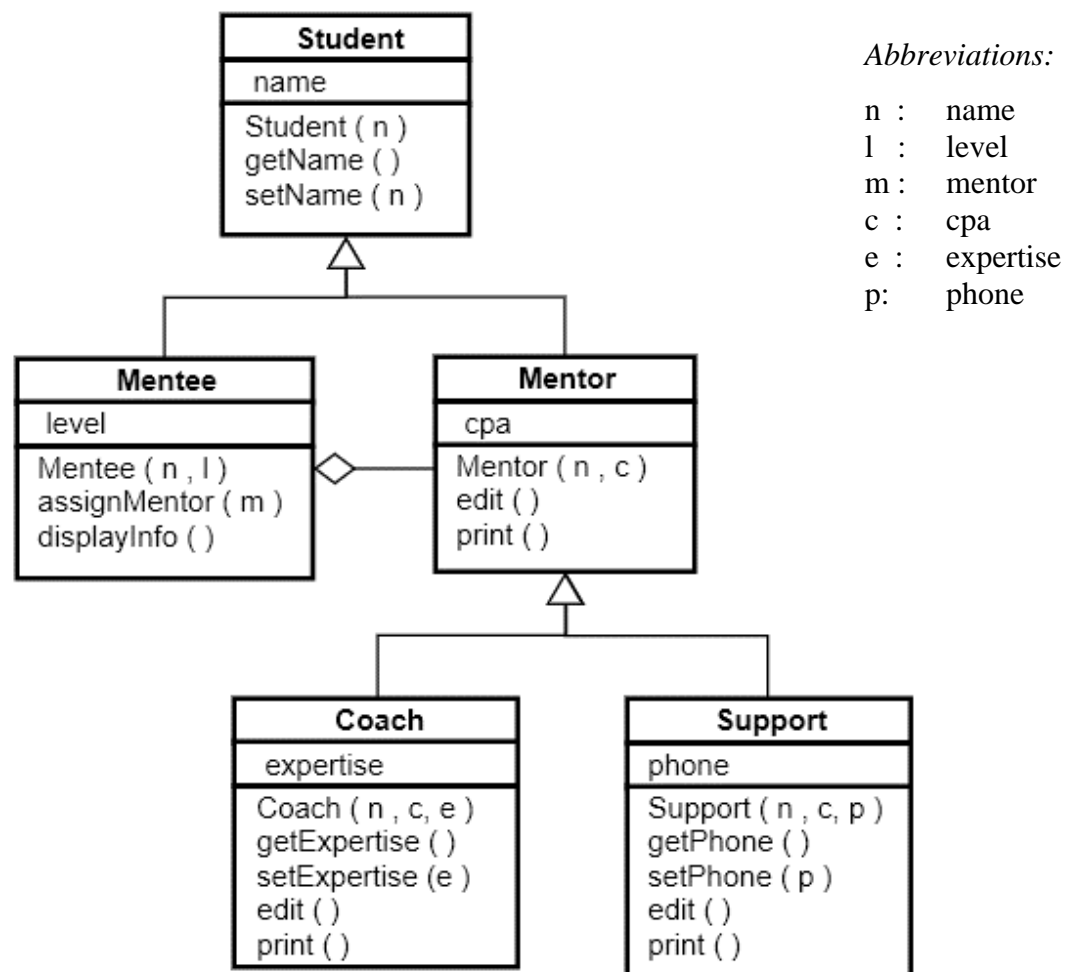 Student
name
Student ( n )
getName ( )
setName ( n )
Abbreviations:
n : name
l : level
m : mentor
c : cpa
e : expertise
p: phone
Mentee
level
Mentee ( n , l )
assignMentor ( m )
displayInfo ( )
Mentor
cpa
Mentor ( n , c )
edit ( )
print ( )
Coach
expertise
Coach ( n , c, e )
getExpertise ( )
setExpertise (e )
edit ( )
print ( )
Support
phone
Support ( n , c, p )
getPhone ( )
setPhone ( p )
edit ( )
print ( )